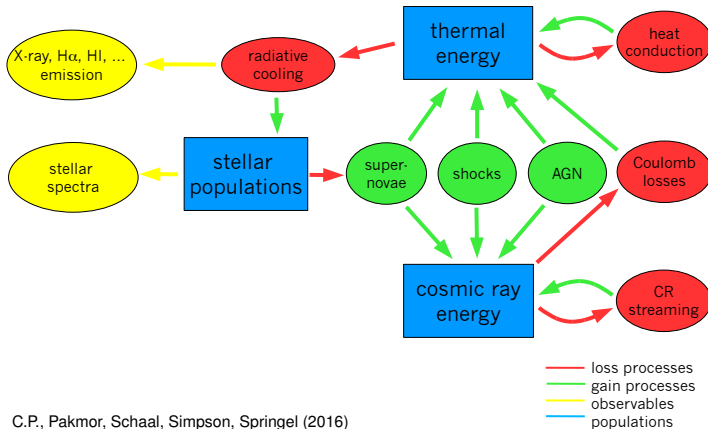 X-ray, Hα, HI, ...
emission
radiative
cooling
thermal
energy
heat
conduction
stellar
spectra
stellar
populations
super-
novae
shocks
AGN
Coulomb
losses
cosmic ray
energy
CR
streaming
loss processes
gain processes
observables
populations
C.P., Pakmor, Schaal, Simpson, Springel (2016)